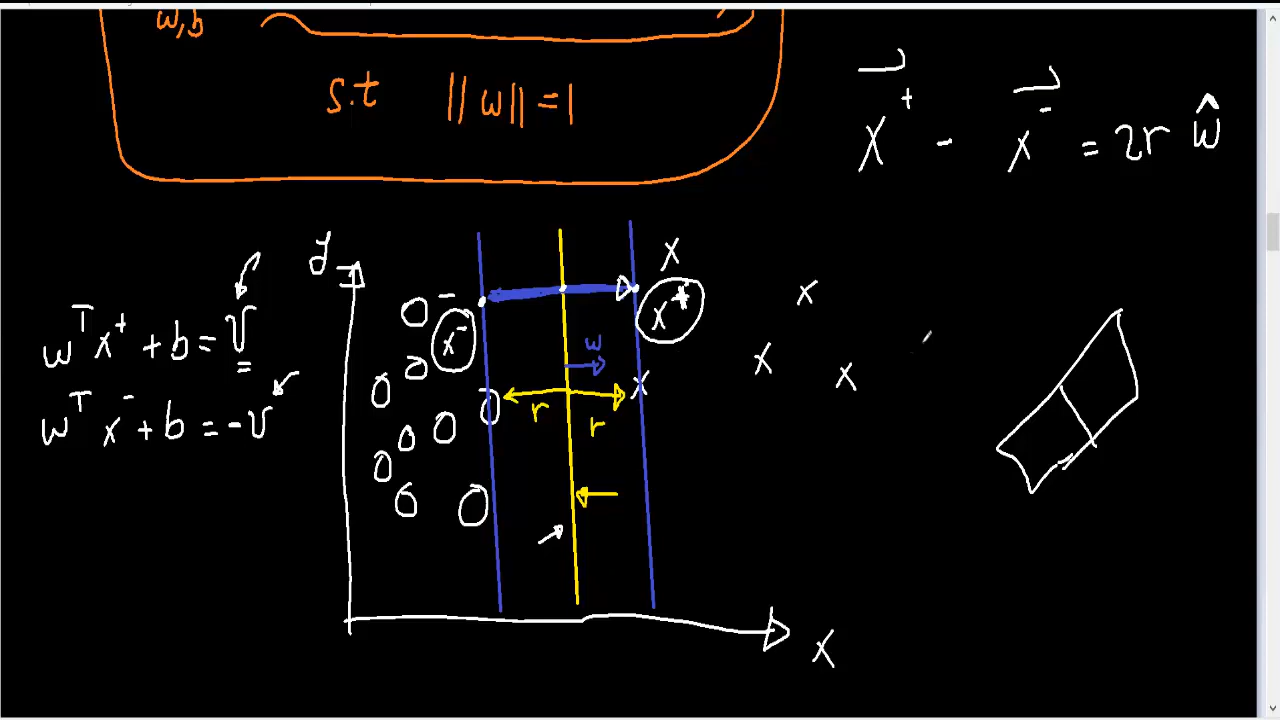 w,b
s.t ||w|| = 1
x⁺ - x⁻ = 2r ŵ
y
x
x⁻
x⁺
x
wᵀx⁺ + b = v
w
x
x
x
o
wᵀx⁻ + b = -v
r
r
x